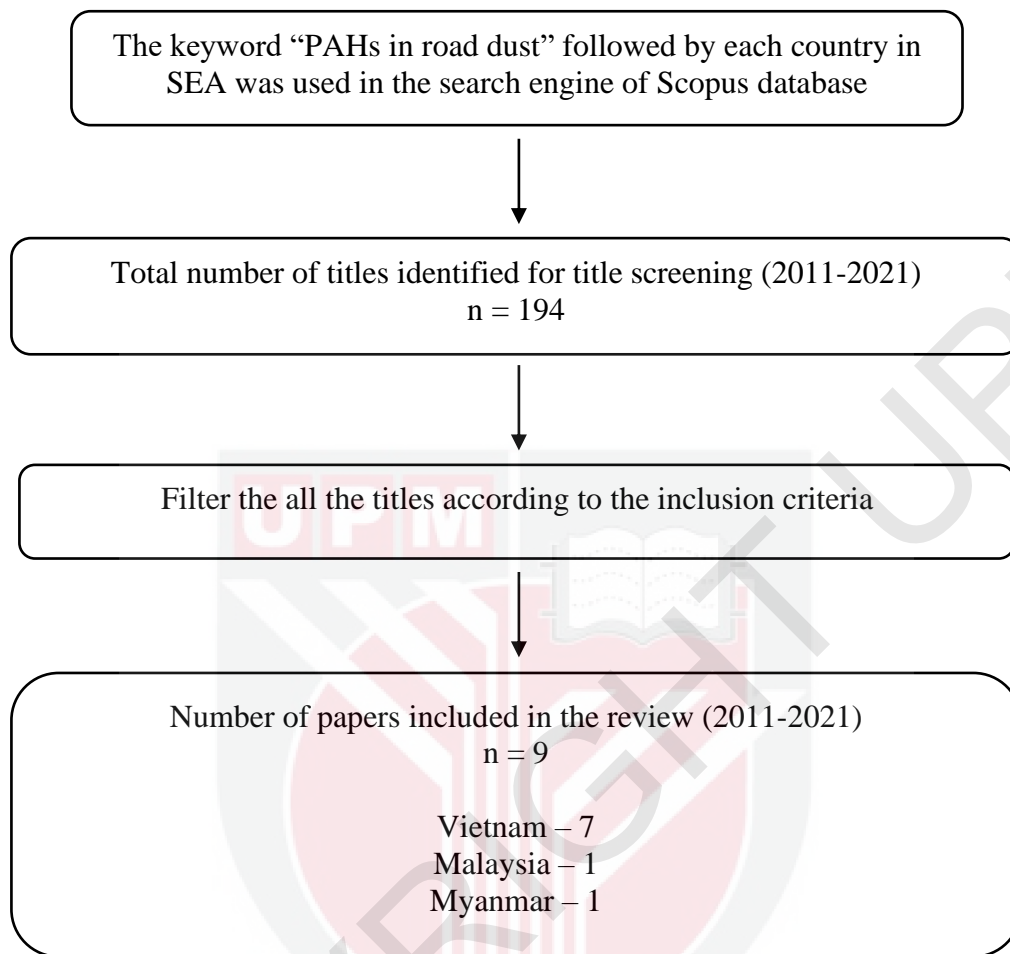 The keyword “PAHs in road dust” followed by each country in
SEA was used in the search engine of Scopus database
Total number of titles identified for title screening (2011-2021)
n = 194
Filter the all the titles according to the inclusion criteria
UPM
Number of papers included in the review (2011-2021)
n = 9
Vietnam – 7
Malaysia – 1
Myanmar – 1